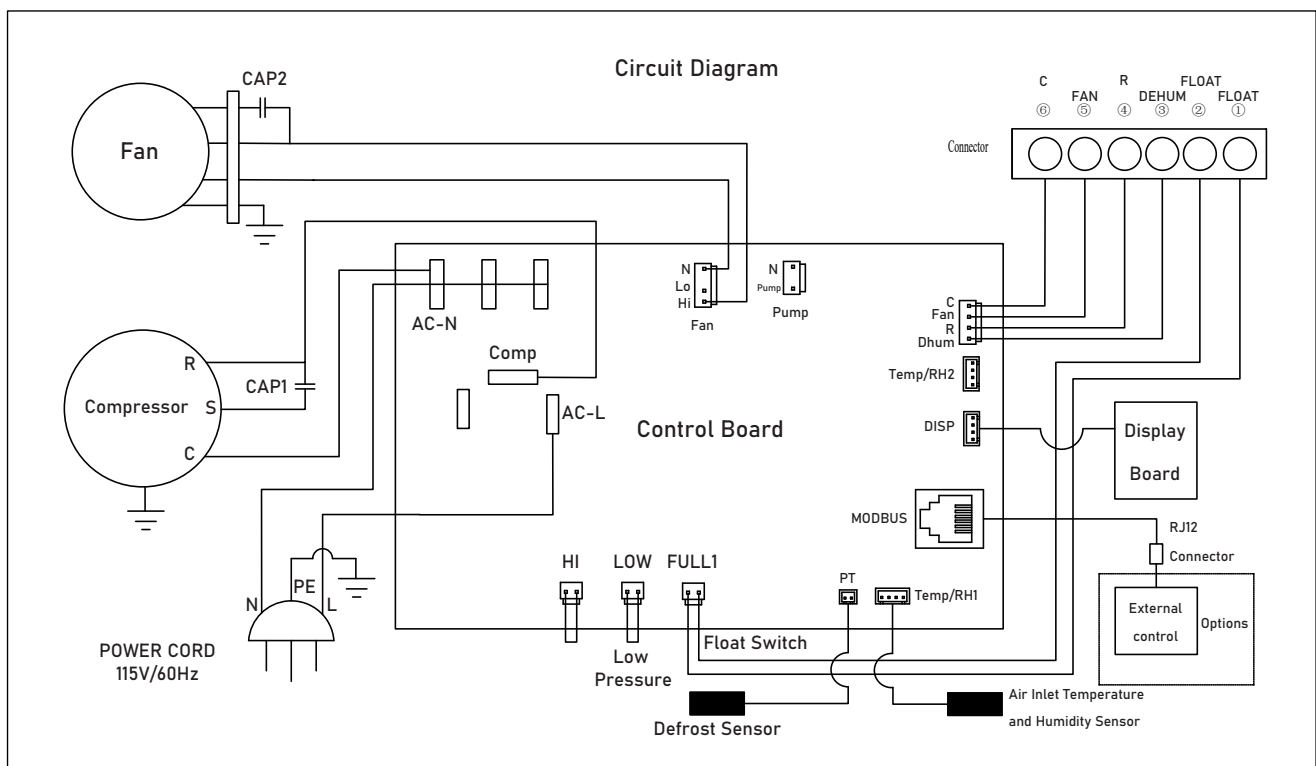 Circuit Diagram
CAP2
Fan
C
FAN
R
DEHUM
FLOAT
FLOAT
⑥
⑤
④
③
②
①
Connector
R
S
C
CAP1
Compressor
AC-N
Comp
AC-L
N
Lo
Hi
Fan
N
Pump
Pump
C
Fan
R
Dhum
Temp/RH2
DISP
Display
Board
Control Board
MODBUS
RJ12
Connector
External
control
Options
HI
LOW
FULL1
PT
Temp/RH1
Float Switch
Low
Pressure
N
PE
L
POWER CORD
115V/60Hz
Defrost Sensor
Air Inlet Temperature
and Humidity Sensor